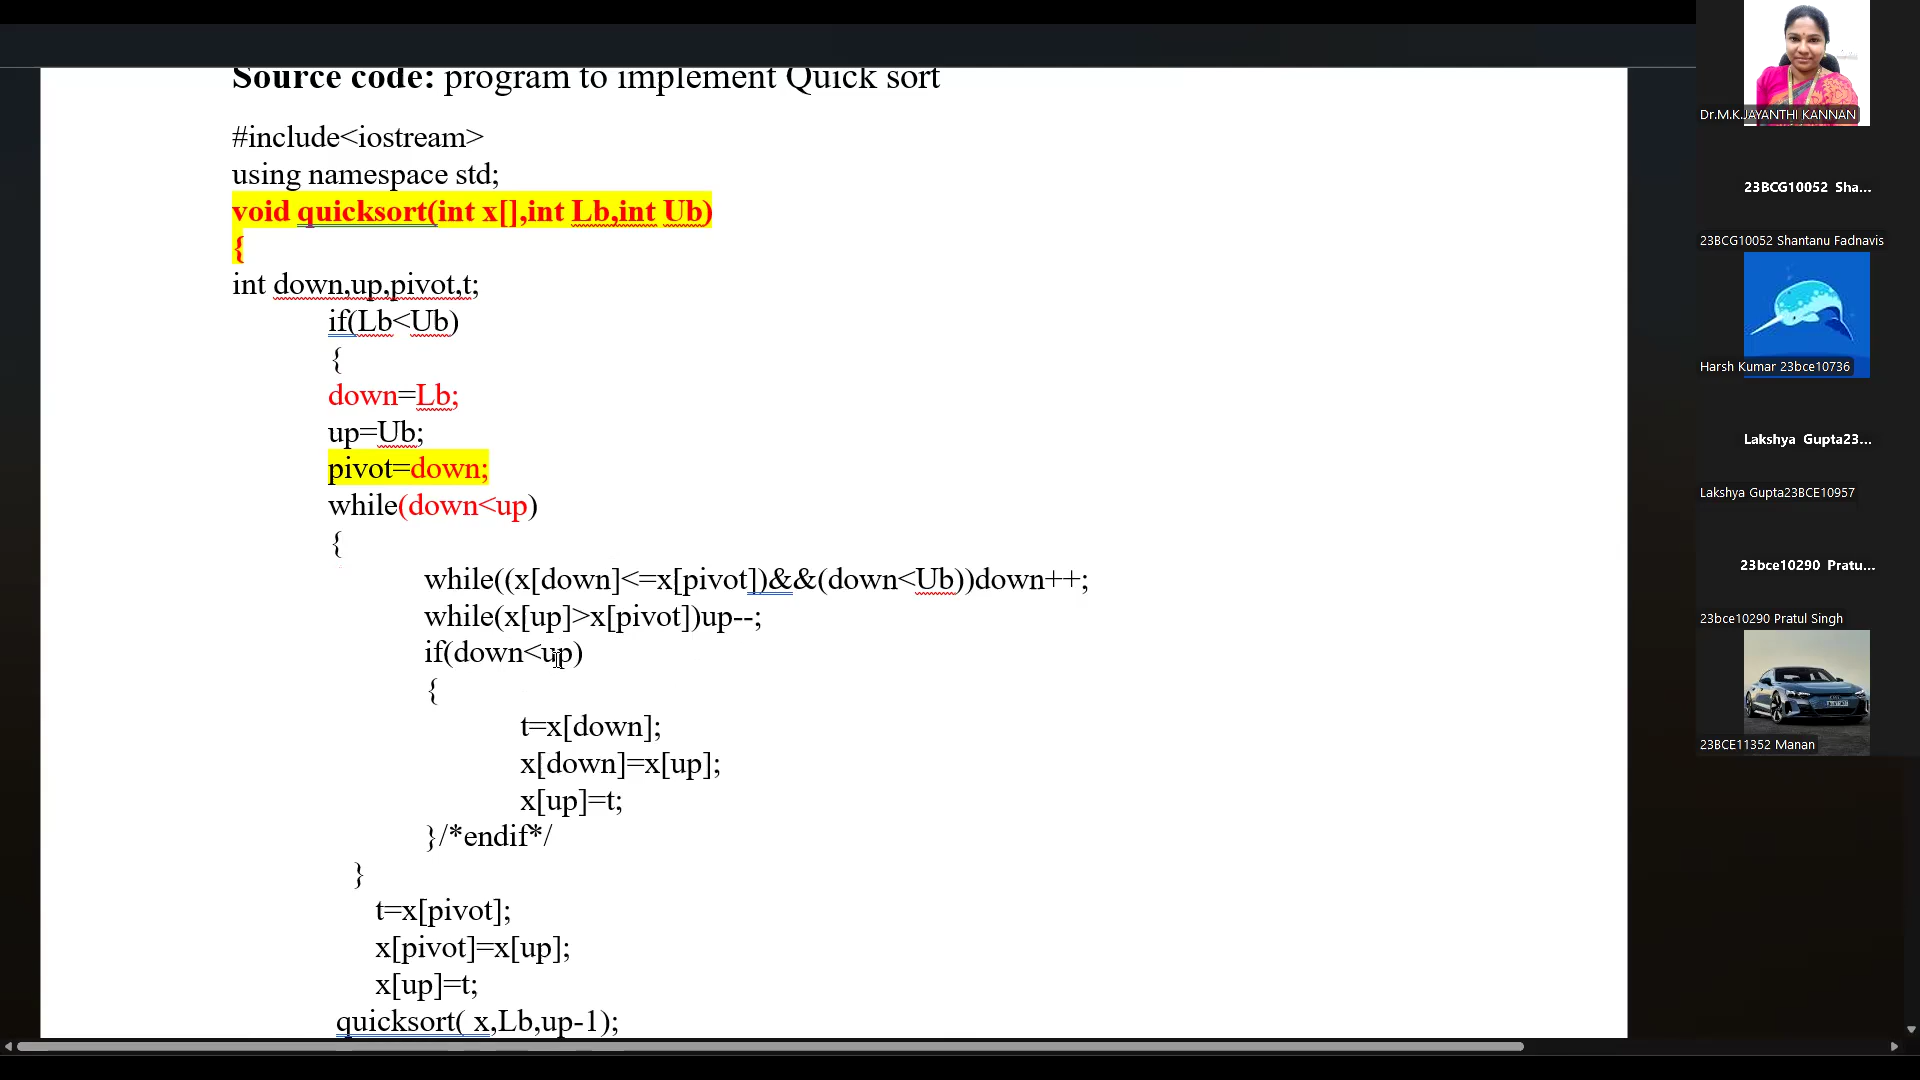 Source code: program to implement Quick sort
#include<iostream>
using namespace std;
void quicksort(int x[],int Lb,int Ub)
{
int down,up,pivot,t;
if(Lb<Ub)
{
down=Lb;
up=Ub;
pivot=down;
while(down<up)
{
while((x[down]<=x[pivot])&&(down<Ub))down++;
while(x[up]>x[pivot])up--;
if(down<up)
{
t=x[down];
x[down]=x[up];
x[up]=t;
}/*endif*/
}
t=x[pivot];
x[pivot]=x[up];
x[up]=t;
quicksort( x,Lb,up-1);
Dr.M.K.JAYANTHI KANNAN
23BCG10052 Sha...
23BCG10052 Shantanu Fadnavis
Harsh Kumar 23bce10736
Lakshya Gupta23...
Lakshya Gupta23BCE10957
23bce10290 Pratu...
23bce10290 Pratul Singh
23BCE11352 Manan